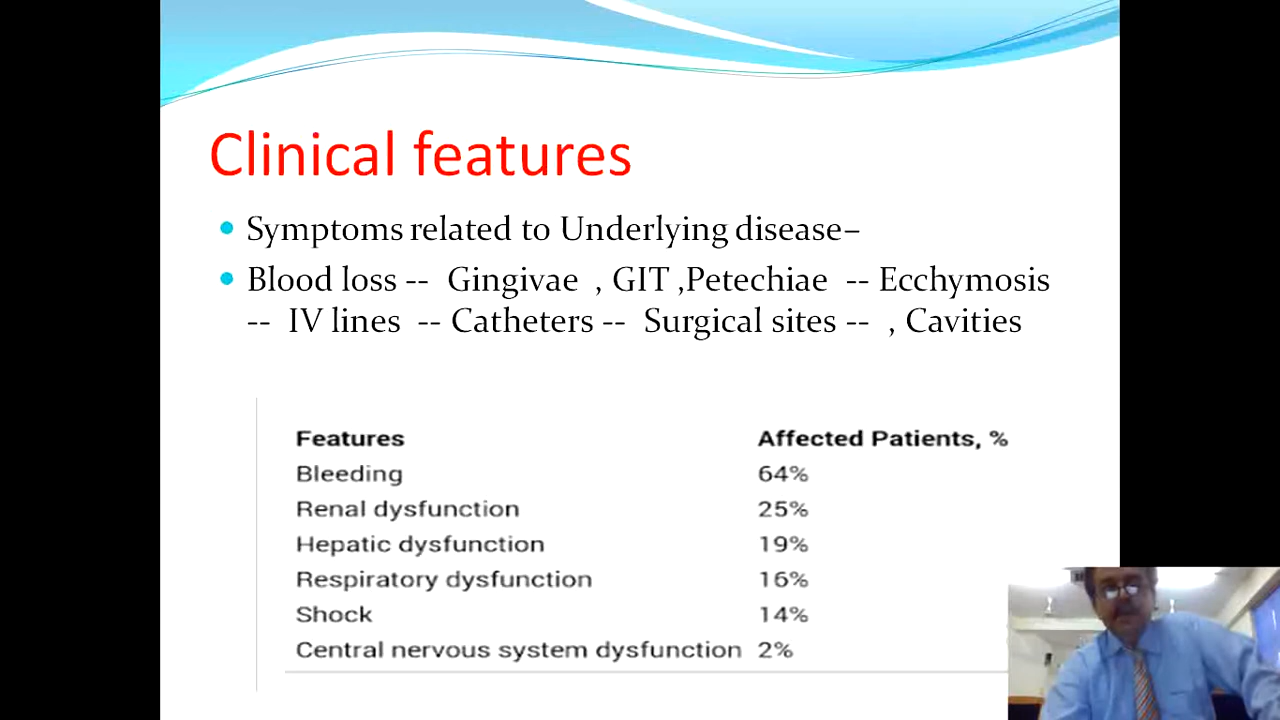 Clinical features
Symptoms related to Underlying disease–
Blood loss -- Gingivae , GIT ,Petechiae -- Ecchymosis
-- IV lines -- Catheters -- Surgical sites -- , Cavities
Features Affected Patients, %
Bleeding 64%
Renal dysfunction 25%
Hepatic dysfunction 19%
Respiratory dysfunction 16%
Shock 14%
Central nervous system dysfunction 2%